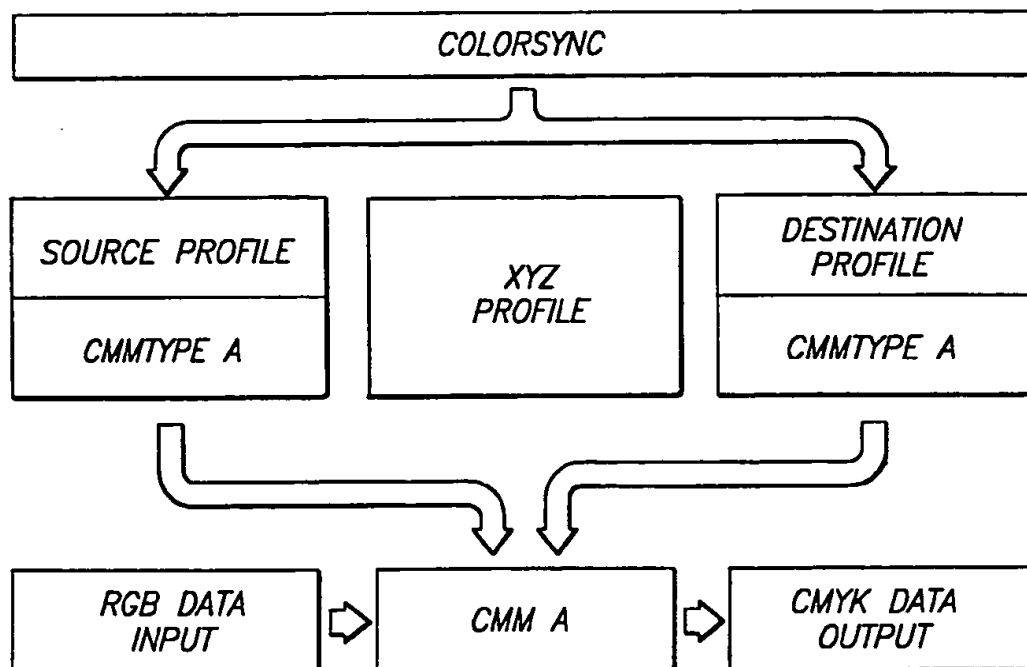 COLORSYNC
SOURCE PROFILE
CMMTYPE A
XYZ
PROFILE
DESTINATION
PROFILE
CMMTYPE A
RGB DATA
INPUT
CMM A
CMYK DATA
OUTPUT